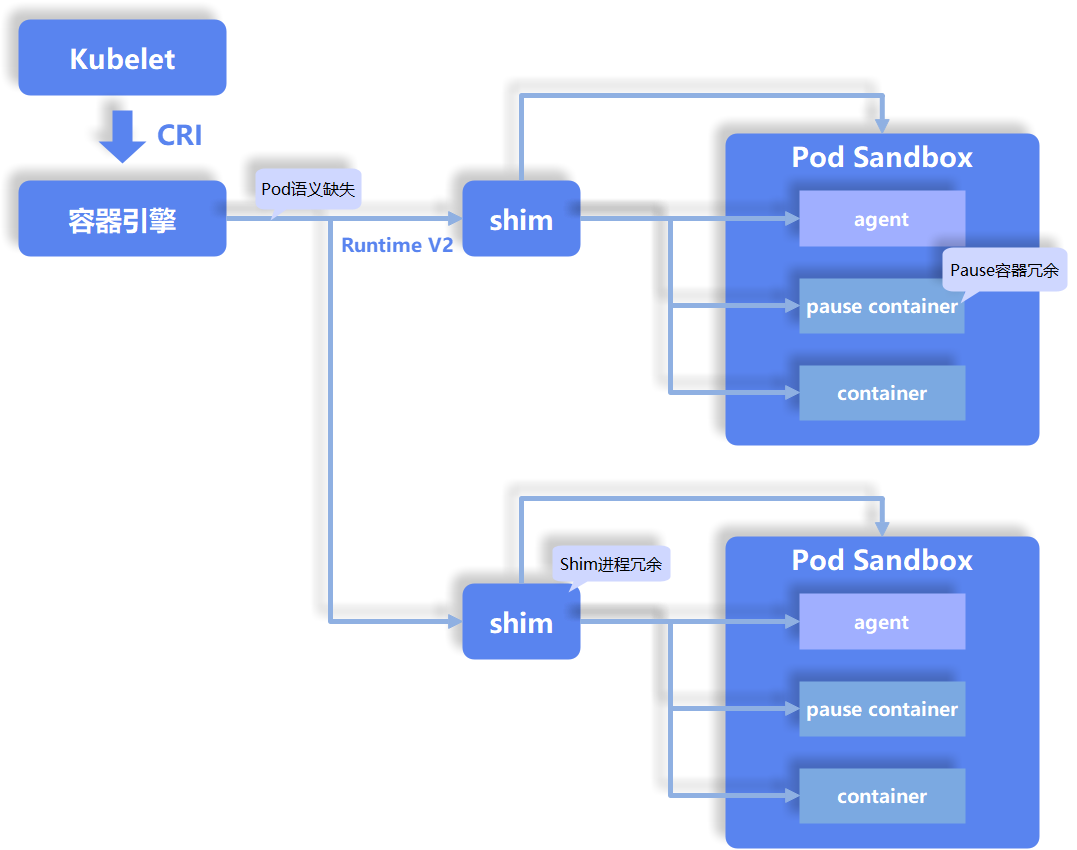 Kubelet
CRI
容器引擎
Pod语义缺失
Runtime V2
shim
Pod Sandbox
agent
Pause容器冗余
pause container
container
Shim进程冗余
shim
Pod Sandbox
agent
pause container
container